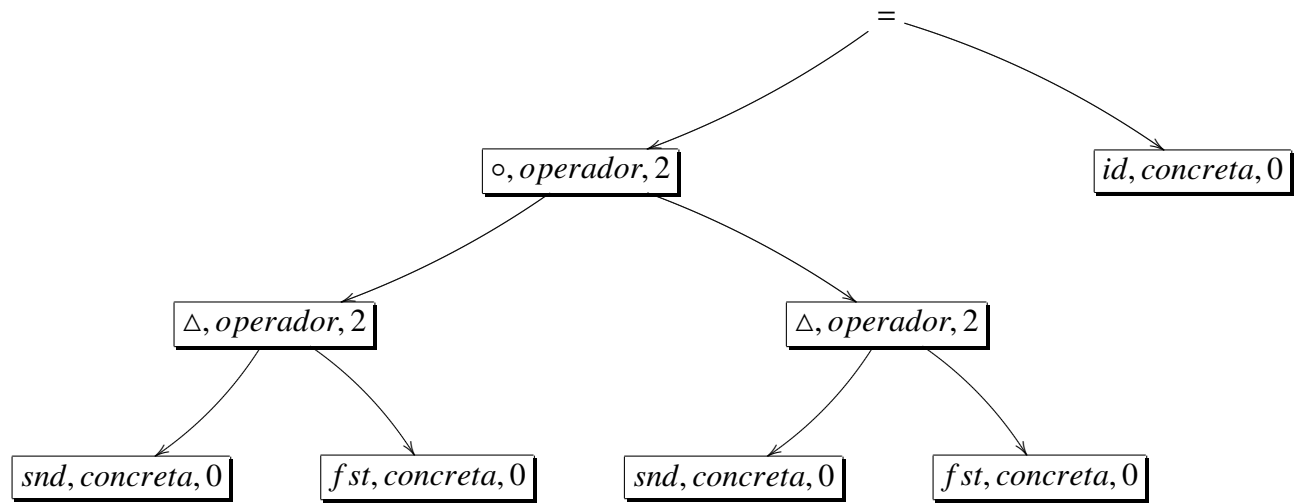 =
∘, operador, 2
id, concreta, 0
△, operador, 2
△, operador, 2
snd, concreta, 0
fst, concreta, 0
snd, concreta, 0
fst, concreta, 0